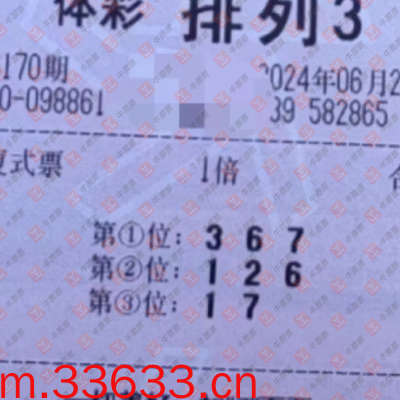 体彩 排列3
170期 2024年06月2
0-098861 39 582865
复式票 1倍 合
第①位: 3 6 7
第②位: 1 2 6
第③位: 1 7
m.33633.cn